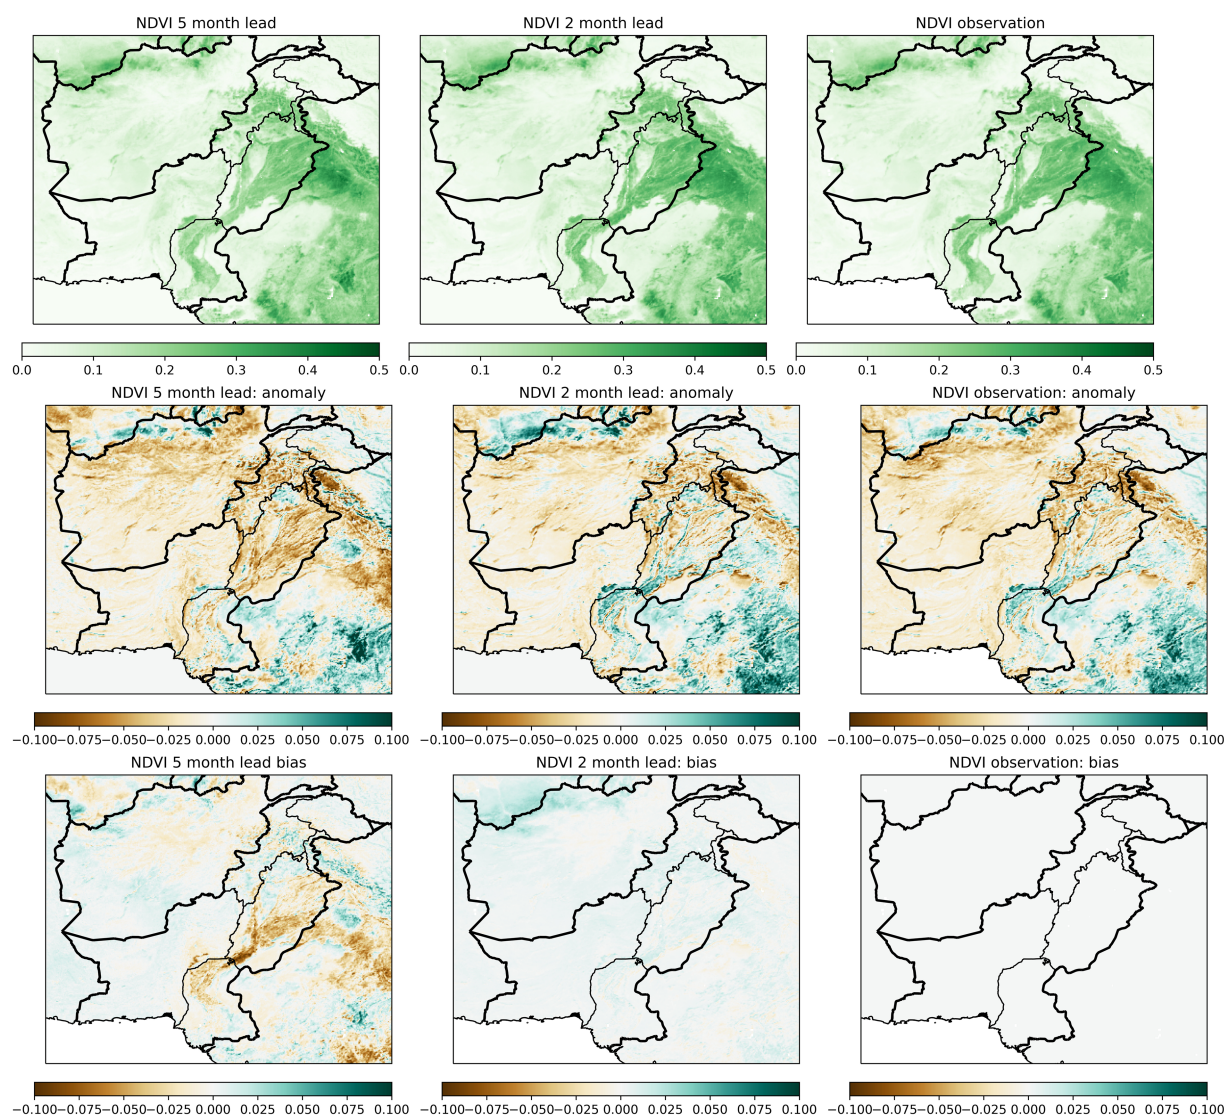 NDVI 5 month lead
NDVI 2 month lead
NDVI observation
0.0 0.1 0.2 0.3 0.4 0.5
0.0 0.1 0.2 0.3 0.4 0.5
0.0 0.1 0.2 0.3 0.4 0.5
NDVI 5 month lead: anomaly
NDVI 2 month lead: anomaly
NDVI observation: anomaly
−0.100 −0.075 −0.050 −0.025 0.000 0.025 0.050 0.075 0.100
−0.100 −0.075 −0.050 −0.025 0.000 0.025 0.050 0.075 0.100
−0.100 −0.075 −0.050 −0.025 0.000 0.025 0.050 0.075 0.100
NDVI 5 month lead bias
NDVI 2 month lead: bias
NDVI observation: bias
−0.100 −0.075 −0.050 −0.025 0.000 0.025 0.050 0.075 0.100
−0.100 −0.075 −0.050 −0.025 0.000 0.025 0.050 0.075 0.100
−0.100 −0.075 −0.050 −0.025 0.000 0.025 0.050 0.075 0.100